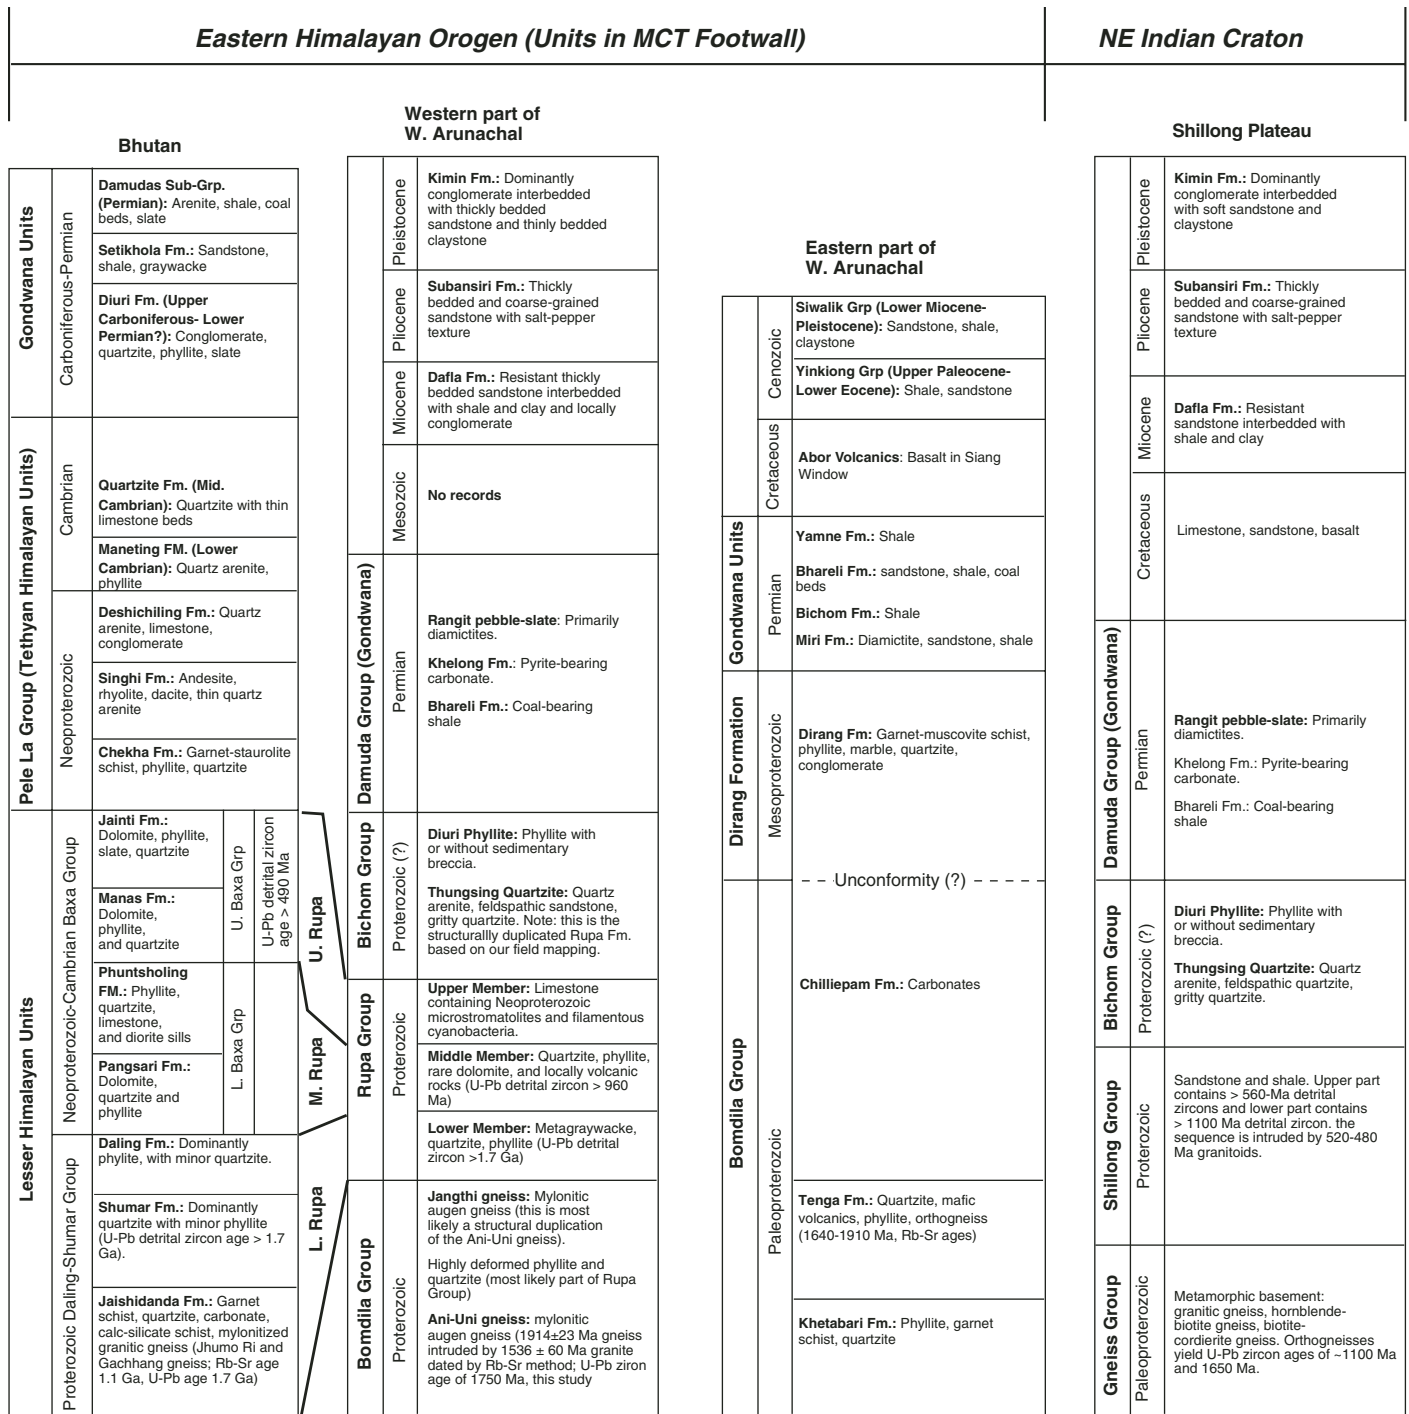 Eastern Himalayan Orogen (Units in MCT Footwall)
NE Indian Craton
Bhutan
Gondwana Units
Carboniferous-Permian
Damudas Sub-Grp.
(Permian): Arenite, shale, coal
beds, slate
Setikhola Fm.: Sandstone,
shale, graywacke
Diuri Fm. (Upper
Carboniferous- Lower
Permian?): Conglomerate,
quartzite, phyllite, slate
Pele La Group (Tethyan Himalayan Units)
Cambrian
Quartzite Fm. (Mid.
Cambrian): Quartzite with thin
limestone beds
Maneting FM. (Lower
Cambrian): Quartz arenite,
phyllite
Neoproterozoic
Deshichiling Fm.: Quartz
arenite, limestone,
conglomerate
Singhi Fm.: Andesite,
rhyolite, dacite, thin quartz
arenite
Chekha Fm.: Garnet-staurolite
schist, phyllite, quartzite
Lesser Himalayan Units
Neoproterozoic-Cambrian Baxa Group
Jainti Fm.:
Dolomite, phyllite,
slate, quartzite
Manas Fm.:
Dolomite,
phyllite,
and quartzite
U. Baxa Grp
U-Pb detrital zircon
age > 490 Ma
Phuntsholing
FM.: Phyllite,
quartzite,
limestone,
and diorite sills
Pangsari Fm.:
Dolomite,
quartzite and
phyllite
L. Baxa Grp
Proterozoic Daling-Shumar Group
Daling Fm.: Dominantly
phylite, with minor quartzite.
Shumar Fm.: Dominantly
quartzite with minor phyllite
(U-Pb detrital zircon age > 1.7
Ga).
Jaishidanda Fm.: Garnet
schist, quartzite, carbonate,
calc-silicate schist, mylonitized
granitic gneiss (Jhumo Ri and
Gachhang gneiss; Rb-Sr age
1.1 Ga, U-Pb age 1.7 Ga)
U. Rupa
M. Rupa
L. Rupa
Western part of
W. Arunachal
Pleistocene
Kimin Fm.: Dominantly
conglomerate interbedded
with thickly bedded
sandstone and thinly bedded
claystone
Pliocene
Subansiri Fm.: Thickly
bedded and coarse-grained
sandstone with salt-pepper
texture
Miocene
Dafla Fm.: Resistant thickly
bedded sandstone interbedded
with shale and clay and locally
conglomerate
Mesozoic
No records
Damuda Group (Gondwana)
Permian
Rangit pebble-slate: Primarily
diamictites.
Khelong Fm.: Pyrite-bearing
carbonate.
Bhareli Fm.: Coal-bearing
shale
Bichom Group
Proterozoic (?)
Diuri Phyllite: Phyllite with
or without sedimentary
breccia.
Thungsing Quartzite: Quartz
arenite, feldspathic sandstone,
gritty quartzite. Note: this is the
structurallly duplicated Rupa Fm.
based on our field mapping.
Rupa Group
Proterozoic
Upper Member: Limestone
containing Neoproterozoic
microstromatolites and filamentous
cyanobacteria.
Middle Member: Quartzite, phyllite,
rare dolomite, and locally volcanic
rocks (U-Pb detrital zircon > 960
Ma)
Lower Member: Metagraywacke,
quartzite, phyllite (U-Pb detrital
zircon >1.7 Ga)
Bomdila Group
Proterozoic
Jangthi gneiss: Mylonitic
augen gneiss (this is most
likely a structural duplication
of the Ani-Uni gneiss).
Highly deformed phyllite and
quartzite (most likely part of Rupa
Group)
Ani-Uni gneiss: mylonitic
augen gneiss (1914±23 Ma gneiss
intruded by 1536 ± 60 Ma granite
dated by Rb-Sr method; U-Pb ziron
age of 1750 Ma, this study
Eastern part of
W. Arunachal
Cenozoic
Siwalik Grp (Lower Miocene-
Pleistocene): Sandstone, shale,
claystone
Yinkiong Grp (Upper Paleocene-
Lower Eocene): Shale, sandstone
Cretaceous
Abor Volcanics: Basalt in Siang
Window
Gondwana Units
Permian
Yamne Fm.: Shale
Bhareli Fm.: sandstone, shale, coal
beds
Bichom Fm.: Shale
Miri Fm.: Diamictite, sandstone, shale
Dirang Formation
Mesoproterozoic
Dirang Fm: Garnet-muscovite schist,
phyllite, marble, quartzite,
conglomerate
Unconformity (?)
Bomdila Group
Paleoproterozoic
Chilliepam Fm.: Carbonates
Tenga Fm.: Quartzite, mafic
volcanics, phyllite, orthogneiss
(1640-1910 Ma, Rb-Sr ages)
Khetabari Fm.: Phyllite, garnet
schist, quartzite
Shillong Plateau
Pleistocene
Kimin Fm.: Dominantly
conglomerate interbedded
with soft sandstone and
claystone
Pliocene
Subansiri Fm.: Thickly
bedded and coarse-grained
sandstone with salt-pepper
texture
Miocene
Dafla Fm.: Resistant
sandstone interbedded with
shale and clay
Cretaceous
Limestone, sandstone, basalt
Damuda Group (Gondwana)
Permian
Rangit pebble-slate: Primarily
diamictites.
Khelong Fm.: Pyrite-bearing
carbonate.
Bhareli Fm.: Coal-bearing
shale
Bichom Group
Proterozoic (?)
Diuri Phyllite: Phyllite with
or without sedimentary
breccia.
Thungsing Quartzite: Quartz
arenite, feldspathic quartzite,
gritty quartzite.
Shillong Group
Proterozoic
Sandstone and shale. Upper part
contains > 560-Ma detrital
zircons and lower part contains
> 1100 Ma detrital zircon. the
sequence is intruded by 520-480
Ma granitoids.
Gneiss Group
Paleoproterozoic
Metamorphic basement:
granitic gneiss, hornblende-
biotite gneiss, biotite-
cordierite gneiss. Orthogneisses
yield U-Pb zircon ages of ~1100 Ma
and 1650 Ma.